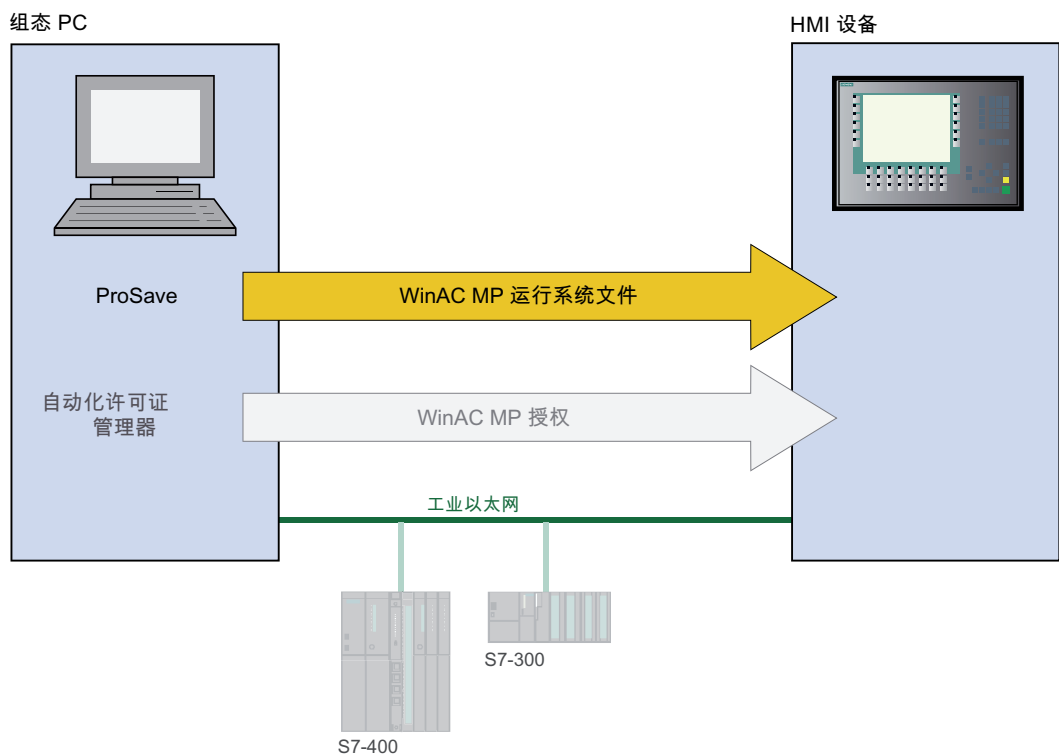 组态 PC
HMI 设备
ProSave
WinAC MP 运行系统文件
自动化许可证
管理器
WinAC MP 授权
工业以太网
S7-300
S7-400